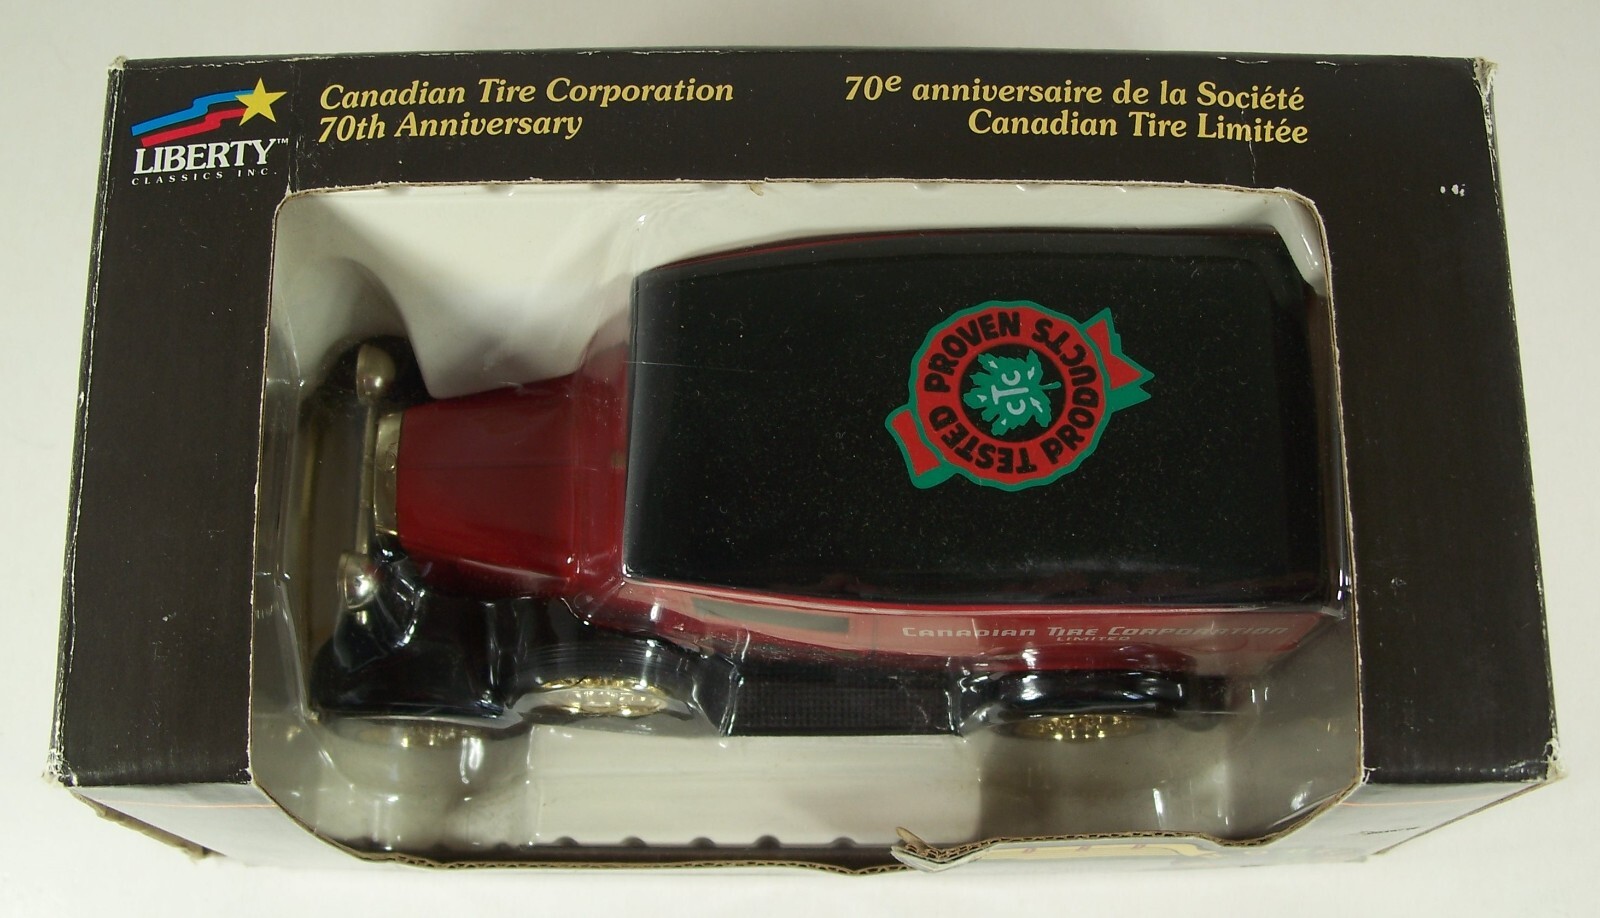 LIBERTY™
CLASSICS INC.
Canadian Tire Corporation
70th Anniversary
70e anniversaire de la Société
Canadian Tire Limitée
TESTED PROVEN PRODUCTS
CTC
CANADIAN TIRE CORPORATION
LIMITED